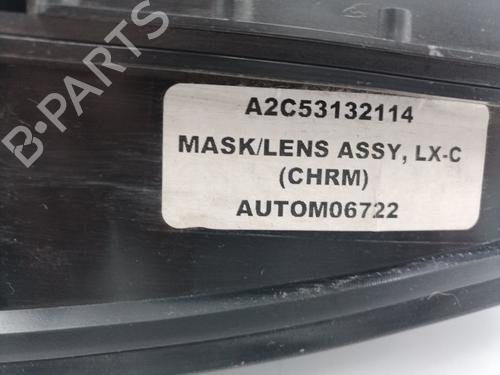 A2C53132114
MASK/LENS ASSY, LX-C
(CHRM)
AUTOM06722
B-PARTS